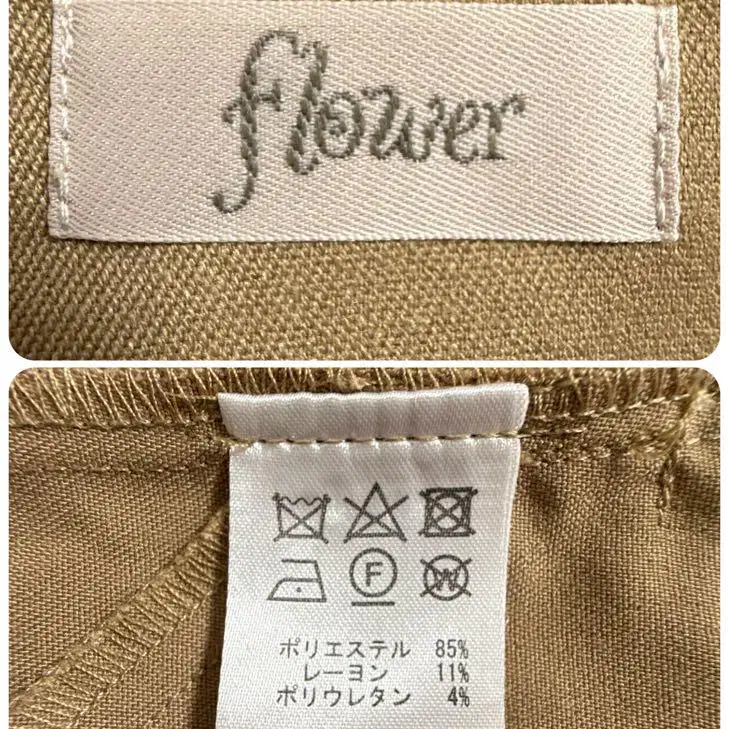 flower
F
W
ポリエステル 85%
レーヨン 11%
ポリウレタン 4%